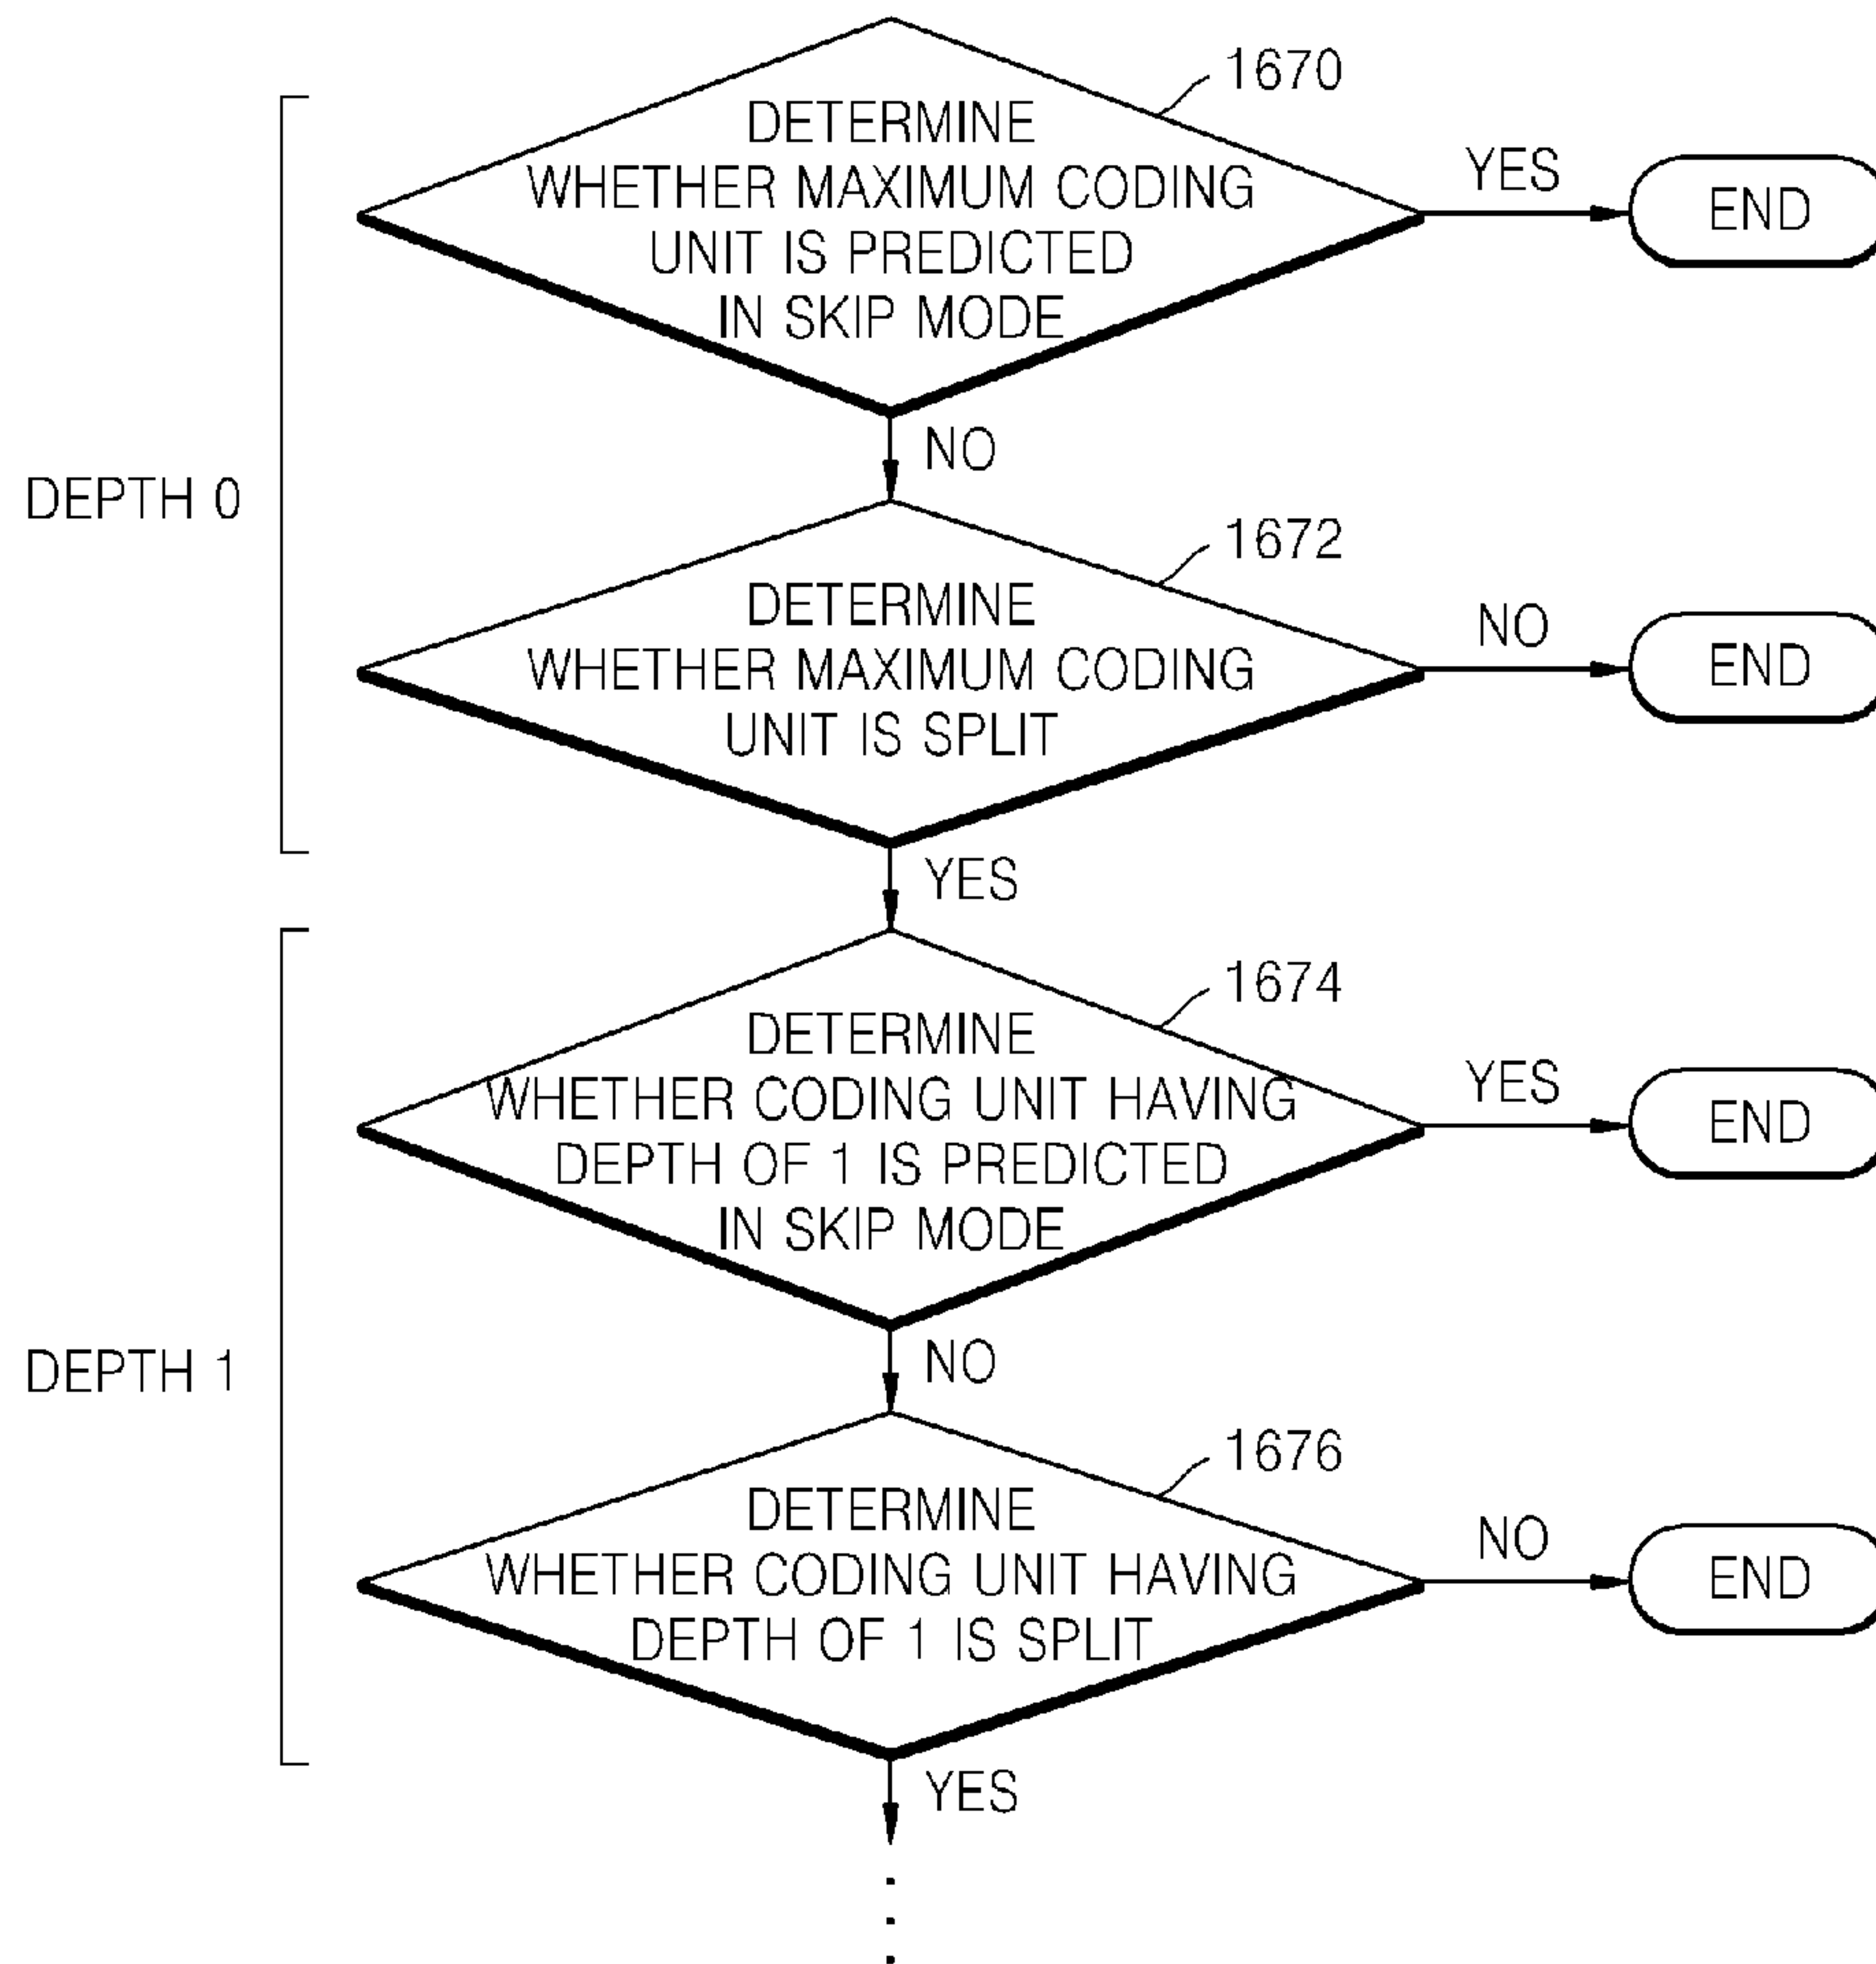 1670
DETERMINE
WHETHER MAXIMUM CODING
UNIT IS PREDICTED
IN SKIP MODE
YES
END
NO
DEPTH 0
1672
DETERMINE
WHETHER MAXIMUM CODING
UNIT IS SPLIT
NO
END
YES
1674
DETERMINE
WHETHER CODING UNIT HAVING
DEPTH OF 1 IS PREDICTED
IN SKIP MODE
YES
END
NO
DEPTH 1
1676
DETERMINE
WHETHER CODING UNIT HAVING
DEPTH OF 1 IS SPLIT
NO
END
YES